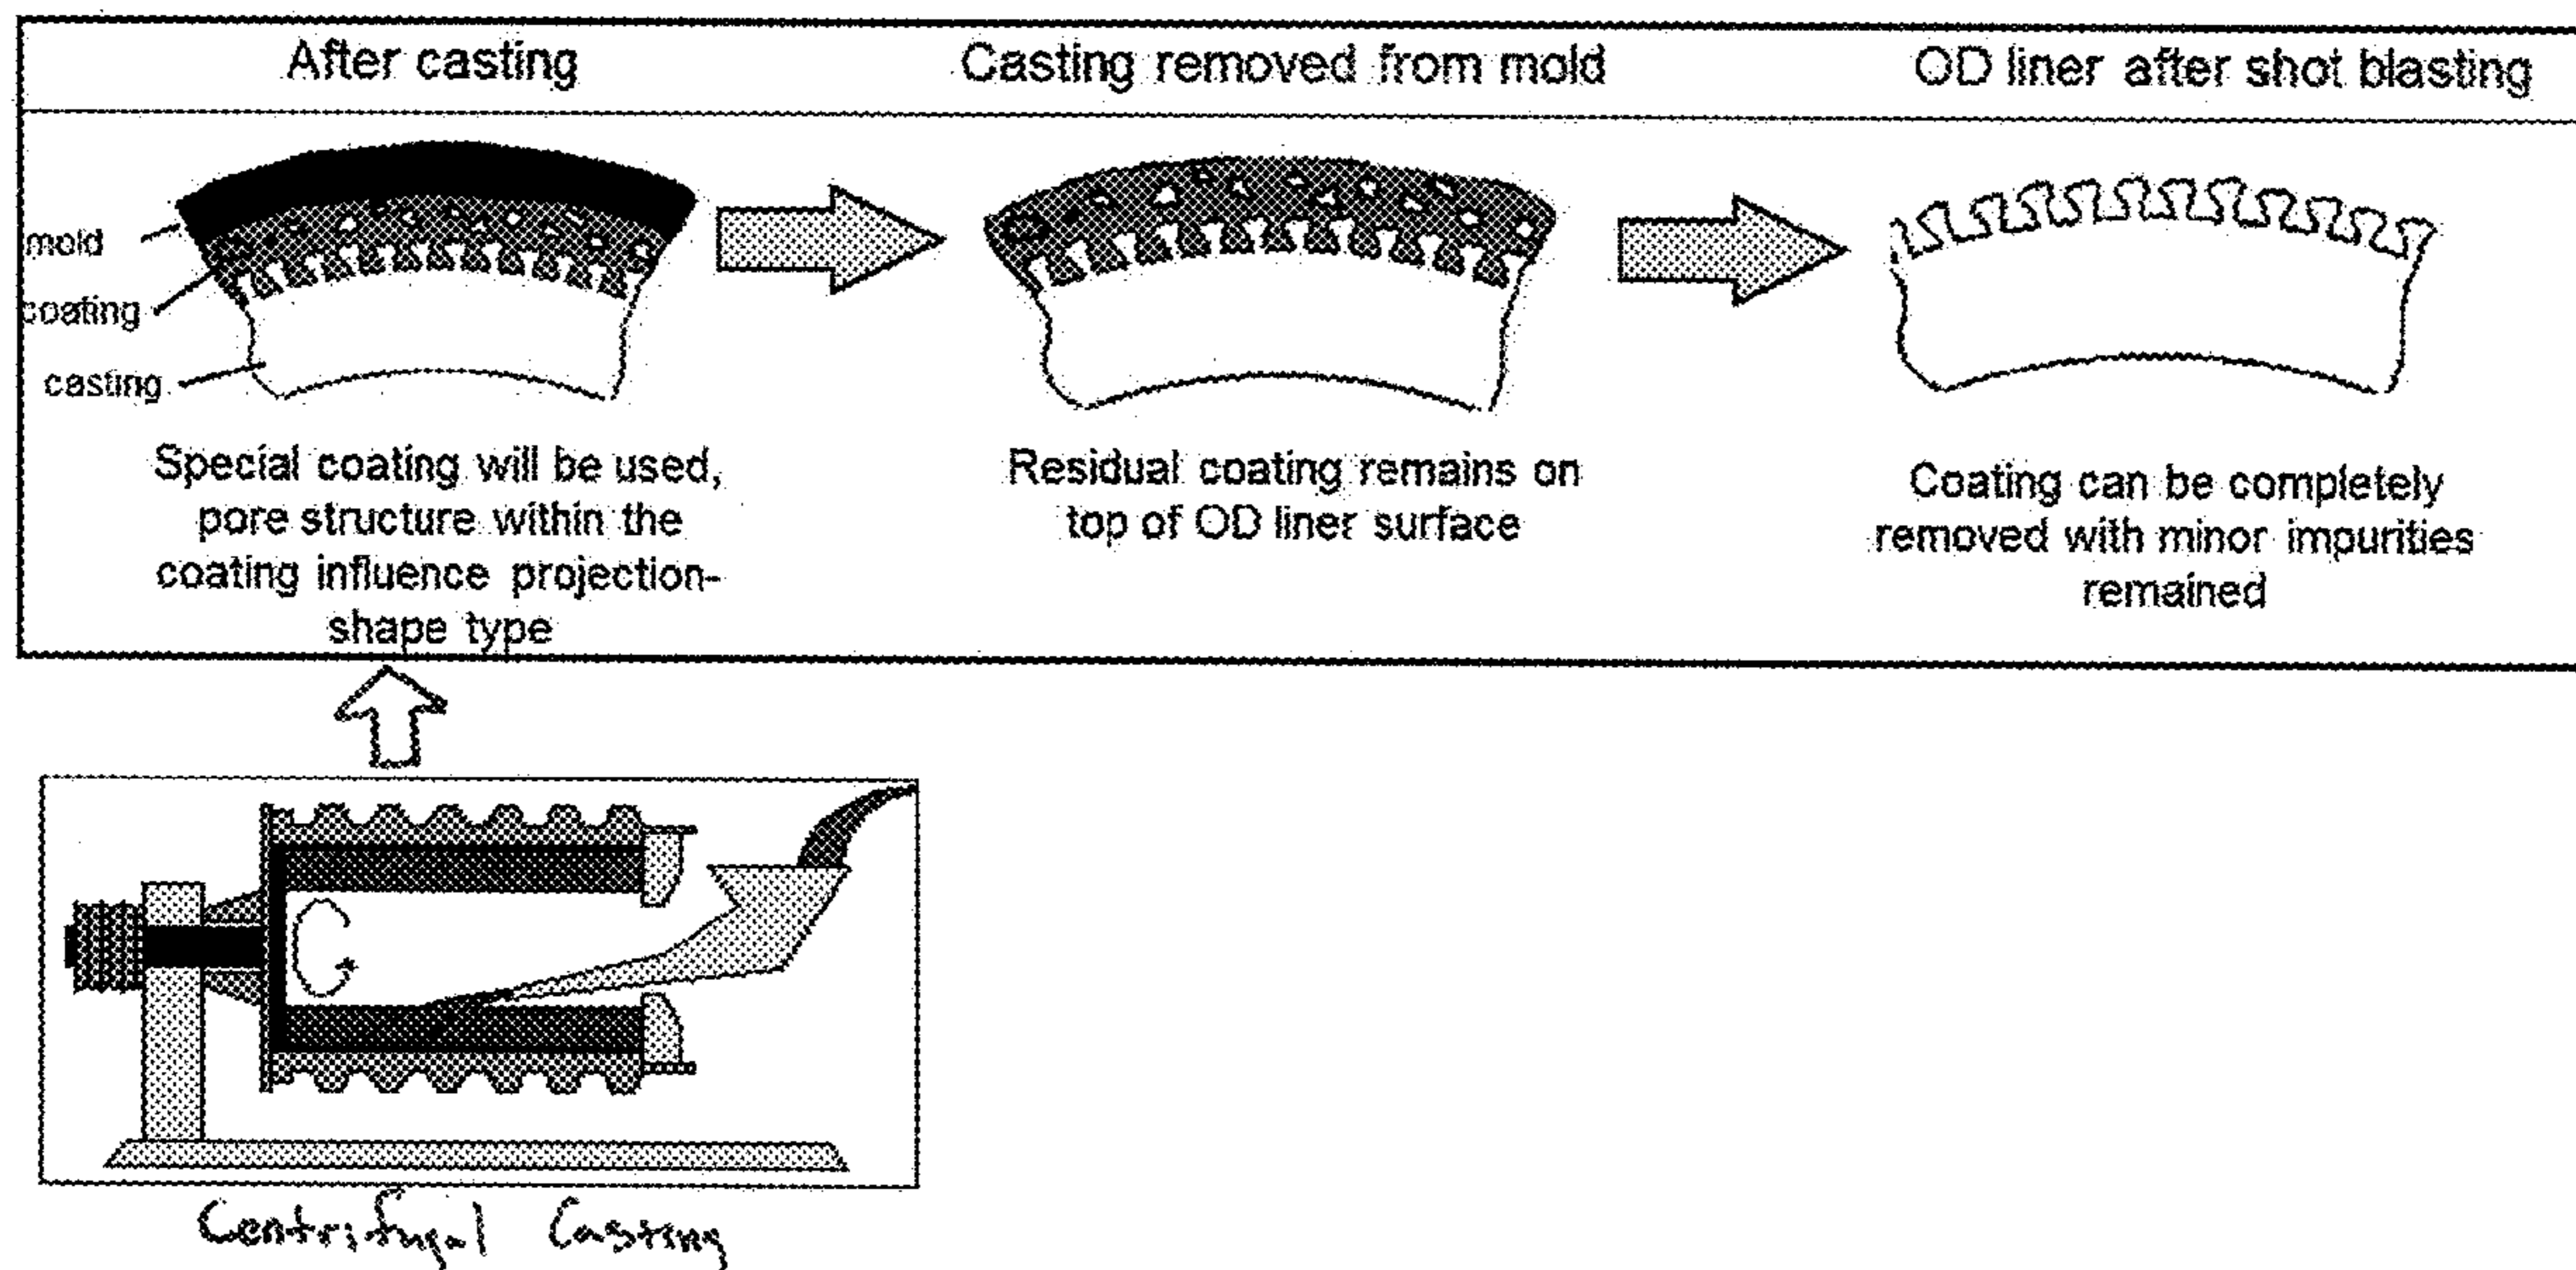 After casting
Casting removed from mold
OD liner after shot blasting
mold
coating
casting
Special coating will be used,
pore structure within the
coating influence projection-
shape type
Residual coating remains on
top of OD liner surface
Coating can be completely
removed with minor impurities
remained
Centrifugal Casting